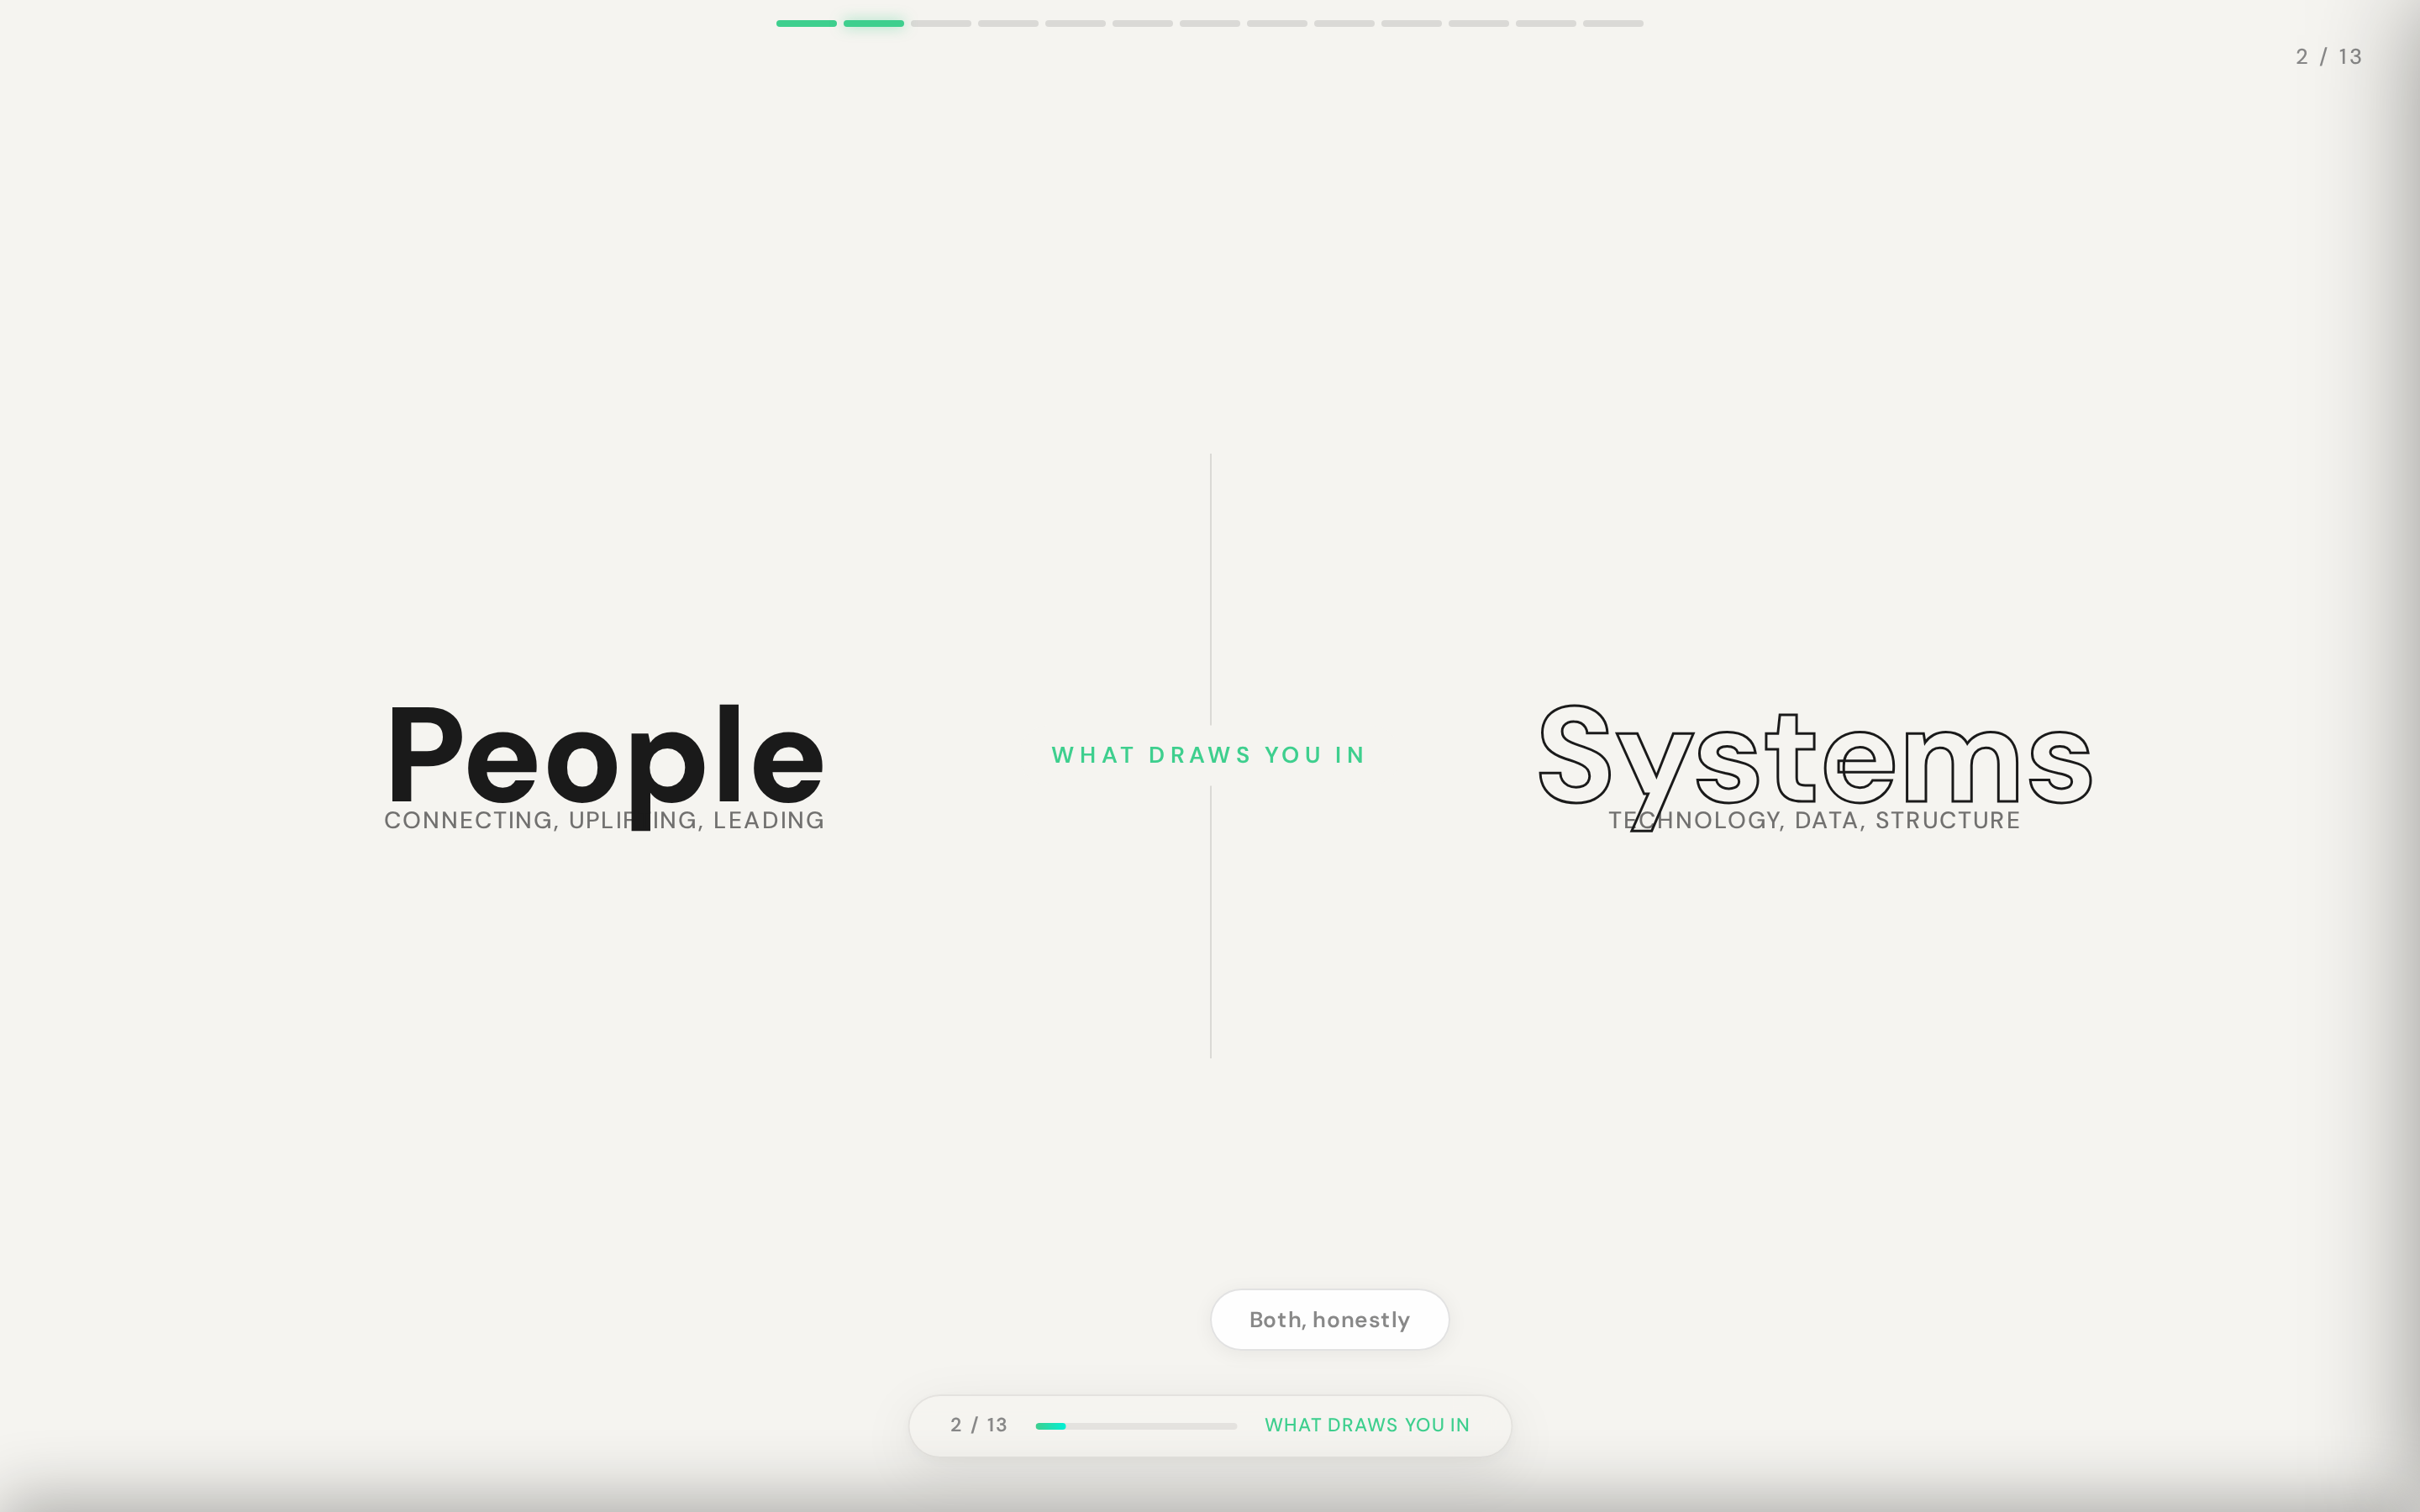 2 / 13
People
CONNECTING, UPLIFTING, LEADING
WHAT DRAWS YOU IN
Systems
TECHNOLOGY, DATA, STRUCTURE
Both, honestly
2 / 13
WHAT DRAWS YOU IN